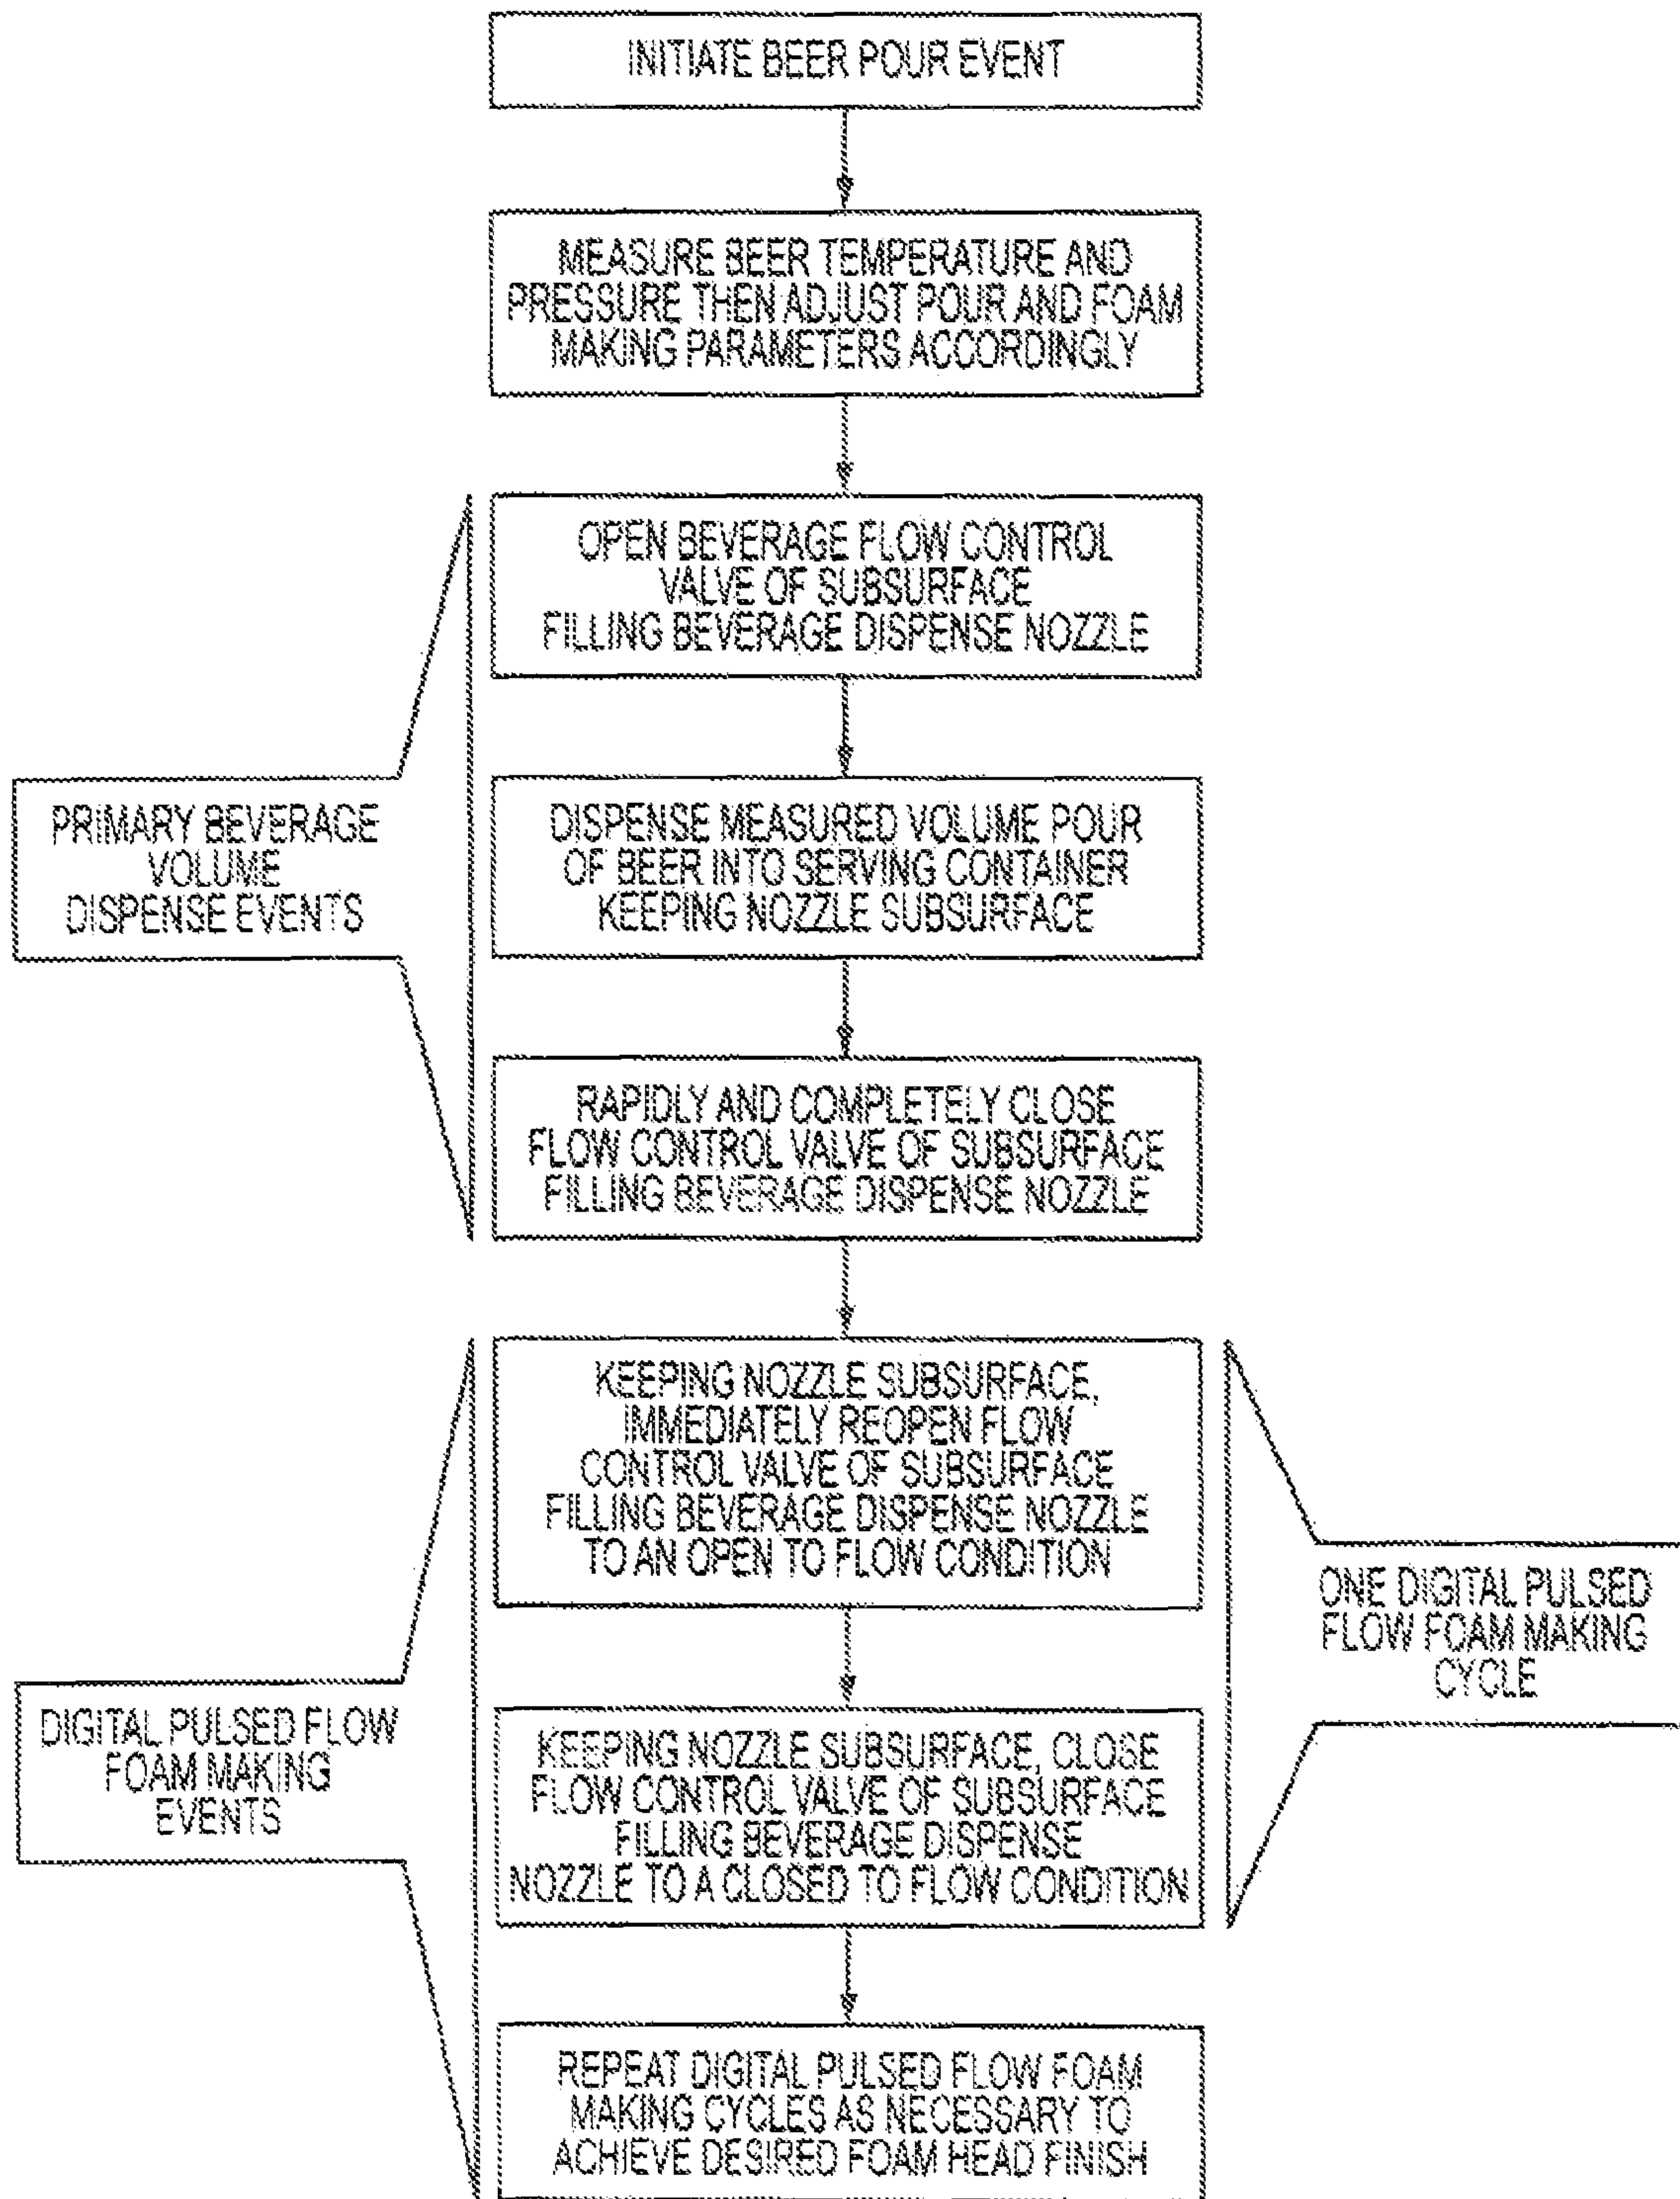 INITIATE BEER POUR EVENT
MEASURE BEER TEMPERATURE AND
PRESSURE THEN ADJUST POUR AND FOAM
MAKING PARAMETERS ACCORDINGLY
OPEN BEVERAGE FLOW CONTROL
VALVE OF SUBSURFACE
FILLING BEVERAGE DISPENSE NOZZLE
PRIMARY BEVERAGE
VOLUME
DISPENSE EVENTS
DISPENSE MEASURED VOLUME POUR
OF BEER INTO SERVING CONTAINER
KEEPING NOZZLE SUBSURFACE
RAPIDLY AND COMPLETELY CLOSE
FLOW CONTROL VALVE OF SUBSURFACE
FILLING BEVERAGE DISPENSE NOZZLE
KEEPING NOZZLE SUBSURFACE,
IMMEDIATELY REOPEN FLOW
CONTROL VALVE OF SUBSURFACE
FILLING BEVERAGE DISPENSE NOZZLE
TO AN OPEN TO FLOW CONDITION
ONE DIGITAL PULSED
FLOW FOAM MAKING
CYCLE
DIGITAL PULSED FLOW
FOAM MAKING
EVENTS
KEEPING NOZZLE SUBSURFACE, CLOSE
FLOW CONTROL VALVE OF SUBSURFACE
FILLING BEVERAGE DISPENSE
NOZZLE TO A CLOSED TO FLOW CONDITION
REPEAT DIGITAL PULSED FLOW FOAM
MAKING CYCLES AS NECESSARY TO
ACHIEVE DESIRED FOAM HEAD FINISH